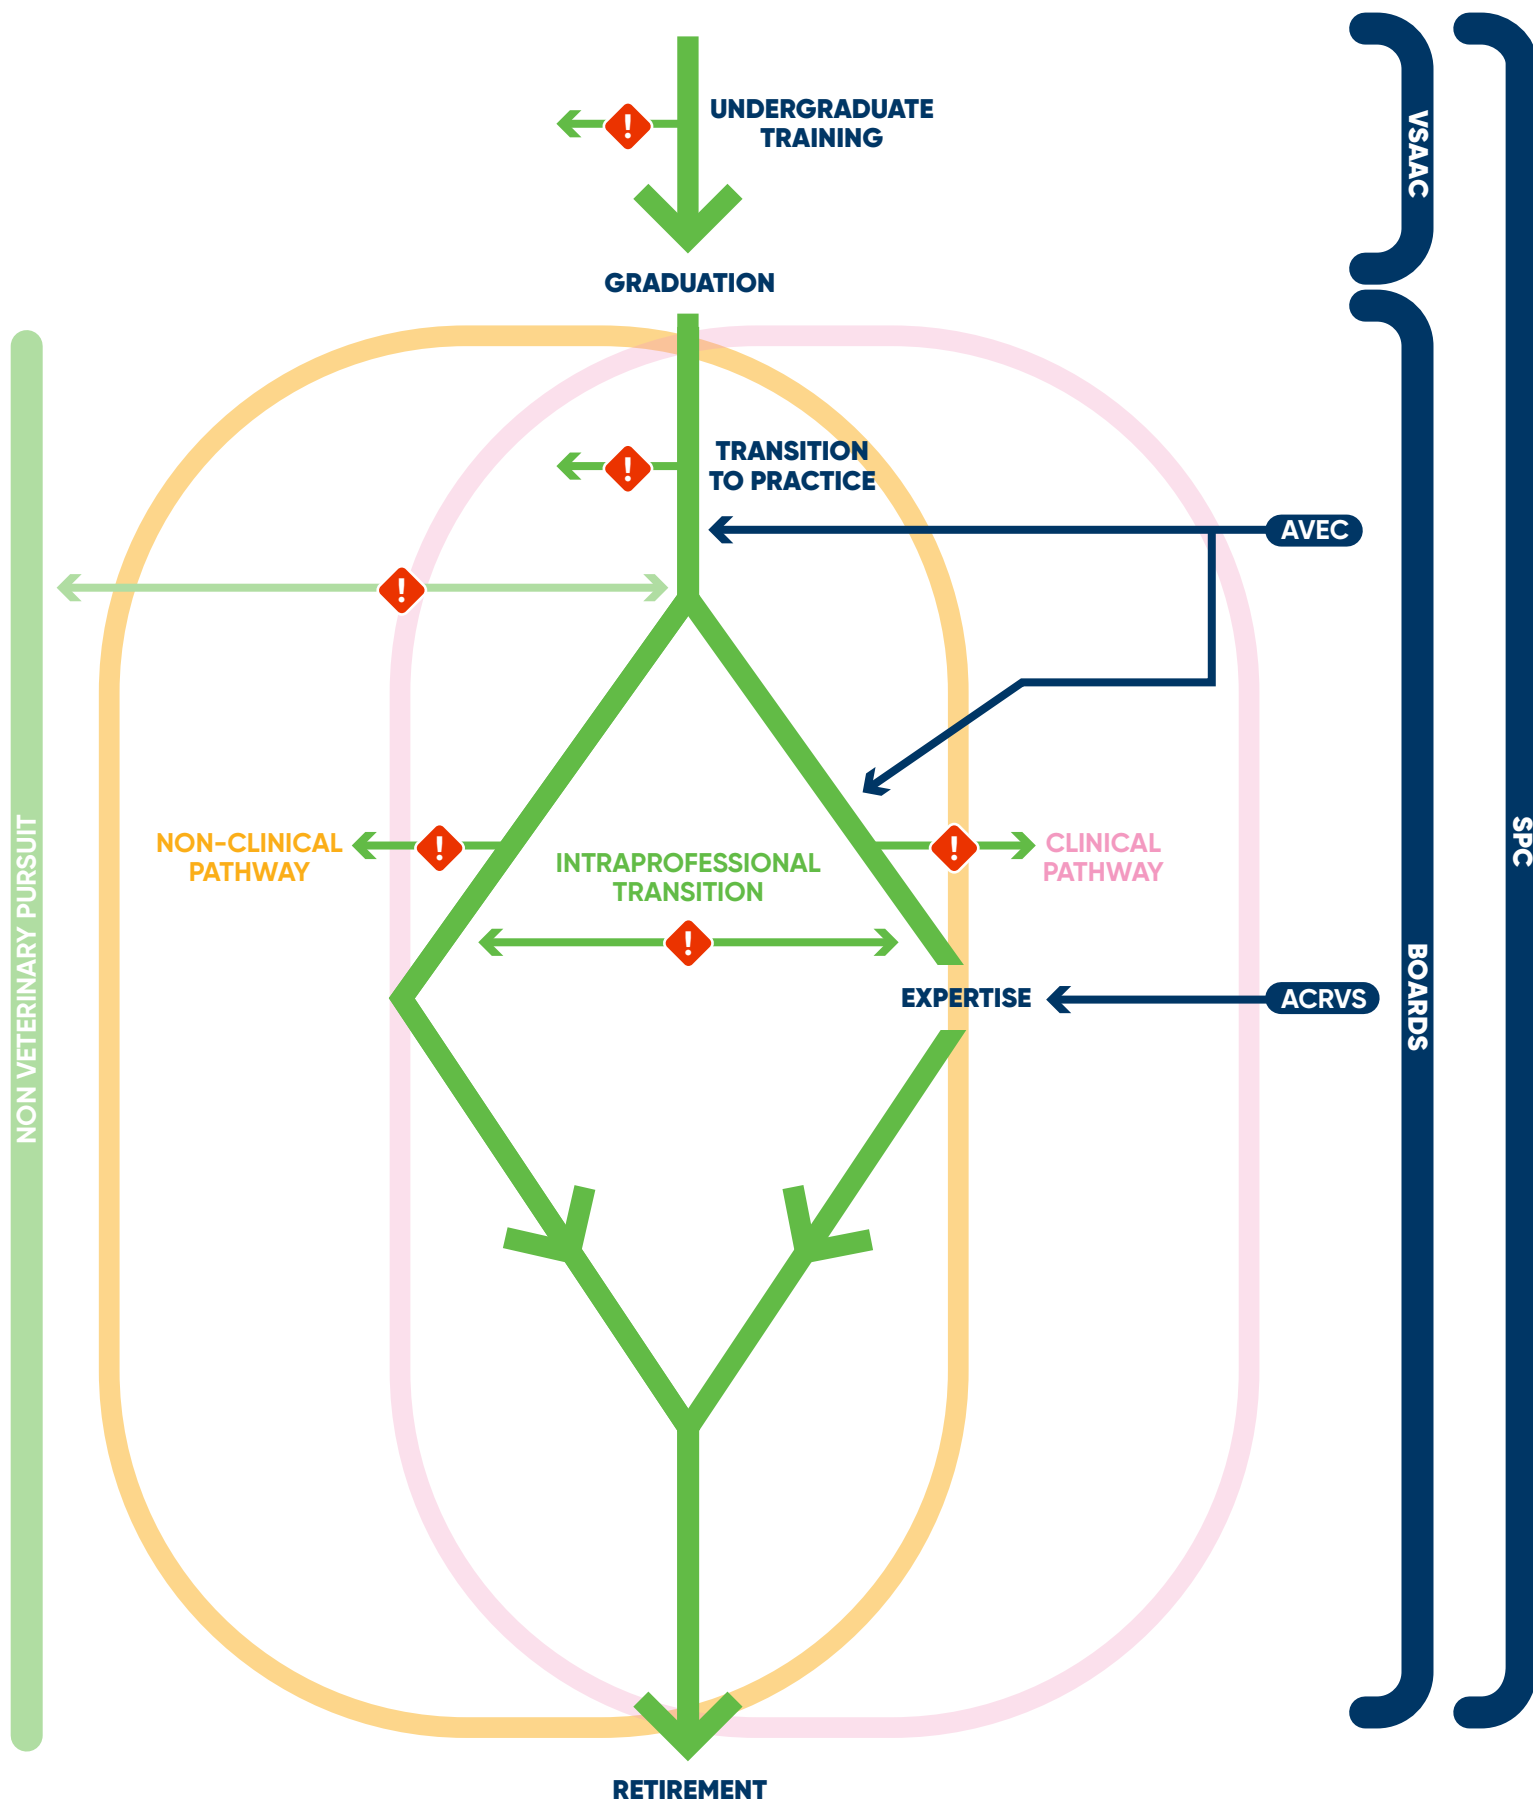 UNDERGRADUATE
TRAINING
VSAAC
GRADUATION
TRANSITION
TO PRACTICE
AVEC
NON-CLINICAL
PATHWAY
INTRAPROFESSIONAL
TRANSITION
CLINICAL
PATHWAY
SPC
NON VETERINARY PURSUIT
EXPERTISE
ACRVS
BOARDS
RETIREMENT